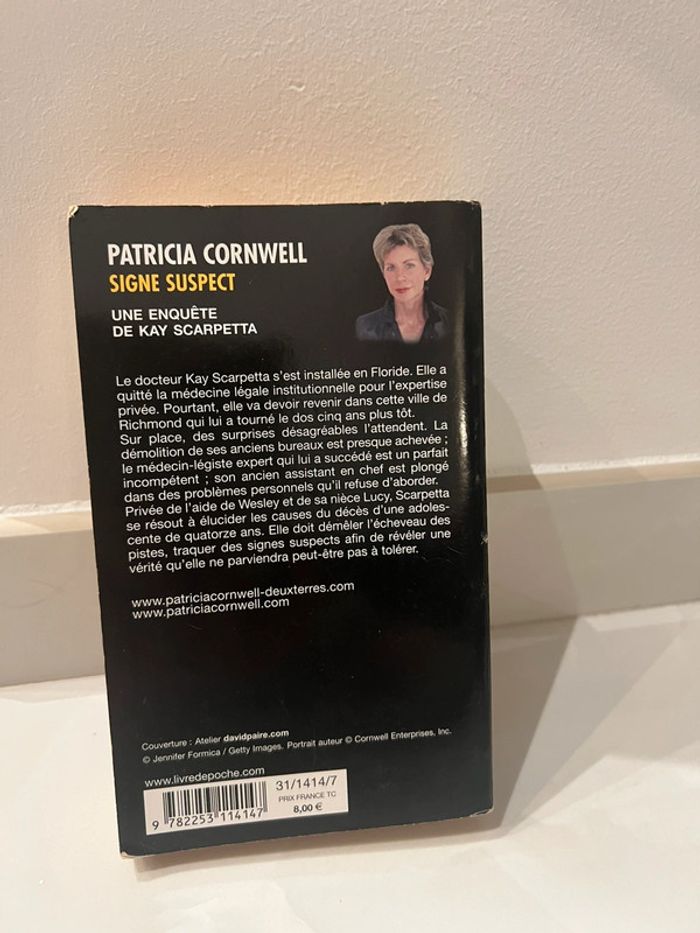 PATRICIA CORNWELL
SIGNE SUSPECT
UNE ENQUÊTE
DE KAY SCARPETTA
Le docteur Kay Scarpetta s'est installée en Floride. Elle a
quitté la médecine légale institutionnelle pour l'expertise
privée. Pourtant, elle va devoir revenir dans cette ville de
Richmond qui lui a tourné le dos cinq ans plus tôt.
Sur place, des surprises désagréables l'attendent. La
démolition de ses anciens bureaux est presque achevée ;
le médecin-légiste expert qui lui a succédé est un parfait
incompétent ; son ancien assistant en chef est plongé
dans des problèmes personnels qu'il refuse d'aborder.
Privée de l'aide de Wesley et de sa nièce Lucy, Scarpetta
se résout à élucider les causes du décès d'une adoles-
cente de quatorze ans. Elle doit démêler l'écheveau des
pistes, traquer des signes suspects afin de révéler une
vérité qu'elle ne parviendra peut-être pas à tolérer.
www.patriciacornwell-deuxterres.com
www.patriciacornwell.com
Couverture : Atelier davidpaire.com
© Jennifer Formica / Getty Images. Portrait auteur © Cornwell Enterprises, Inc.
www.livredepoche.com
31/1414/7
PRIX FRANCE TC
8,00 €
9 782253 114147